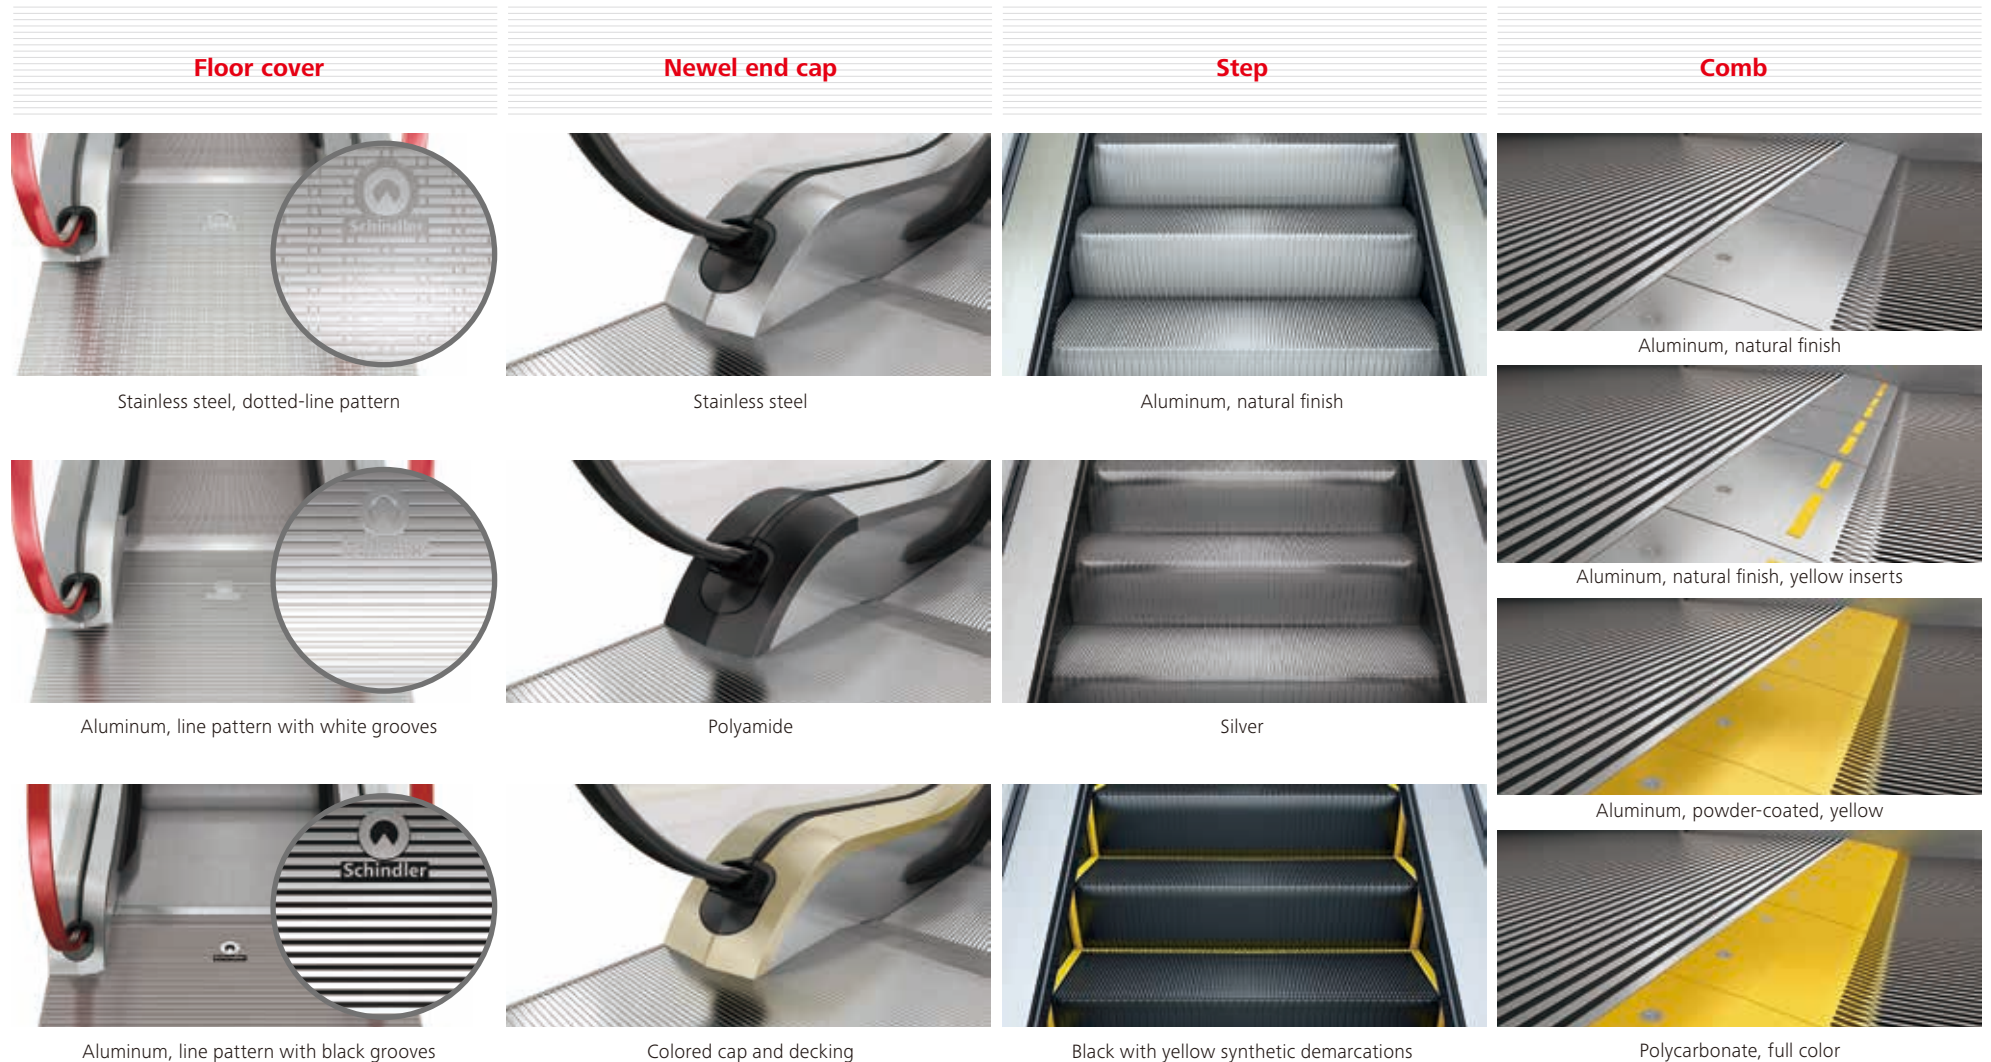 Floor cover
Newel end cap
Step
Comb
Schindler
Stainless steel, dotted-line pattern
Stainless steel
Aluminum, natural finish
Aluminum, natural finish
Aluminum, natural finish, yellow inserts
Aluminum, line pattern with white grooves
Polyamide
Silver
Aluminum, powder-coated, yellow
Schindler
Aluminum, line pattern with black grooves
Colored cap and decking
Black with yellow synthetic demarcations
Polycarbonate, full color